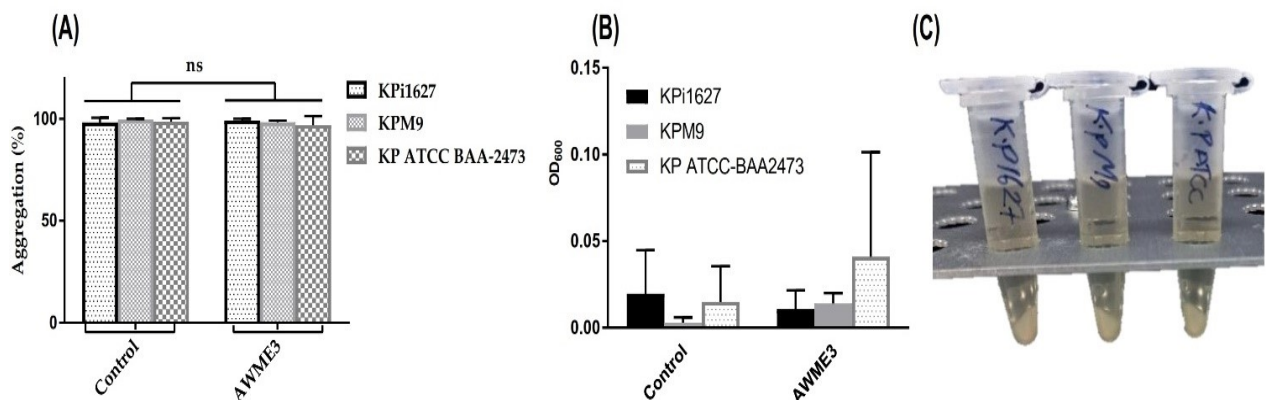 (A)
ns
KPi1627
KPM9
KP ATCC BAA-2473
Aggregation (%)
100
50
0
Control
AWME3
(B)
0.15
0.10
0.05
0.00
OD600
KPi1627
KPM9
KP ATCC-BAA2473
Control
AWME3
(C)
K.Pi1627
K.pM9
K.P ATCC